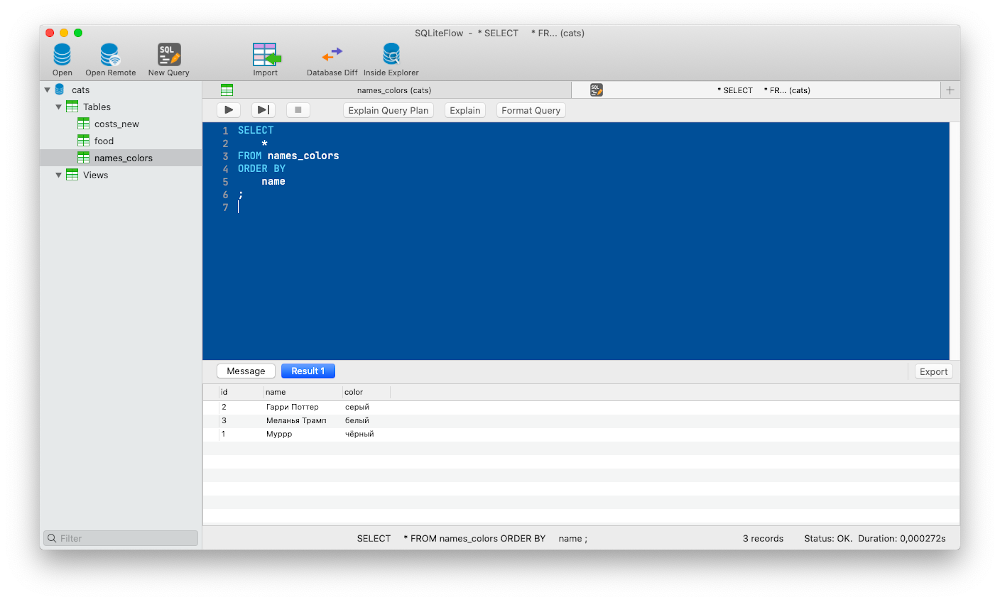 SQLiteFlow - * SELECT * FR... (cats)
SQL
Open Open Remote New Query Import Database Diff Inside Explorer
cats
Tables
costs_new
food
names_colors
Views
Filter
names_colors (cats)
SQL
* SELECT * FR... (cats)
Explain Query Plan Explain Format Query
1 SELECT
2 *
3 FROM names_colors
4 ORDER BY
5 name
6 ;
7
Message Result 1 Export
id name color
2 Гарри Поттер серый
3 Меланья Трамп белый
1 Муррр чёрный
SELECT * FROM names_colors ORDER BY name ; 3 records Status: OK. Duration: 0,000272s